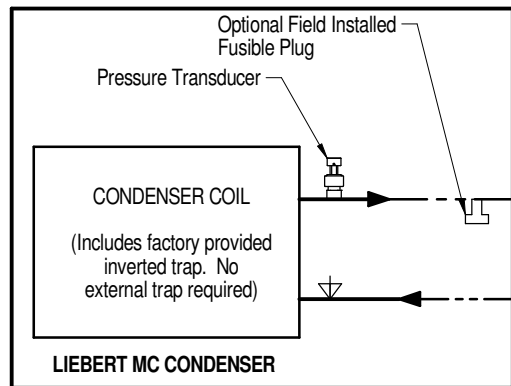 Optional Field Installed
Fusible Plug
Pressure Transducer
CONDENSER COIL
(Includes factory provided
inverted trap. No
external trap required)
LIEBERT MC CONDENSER